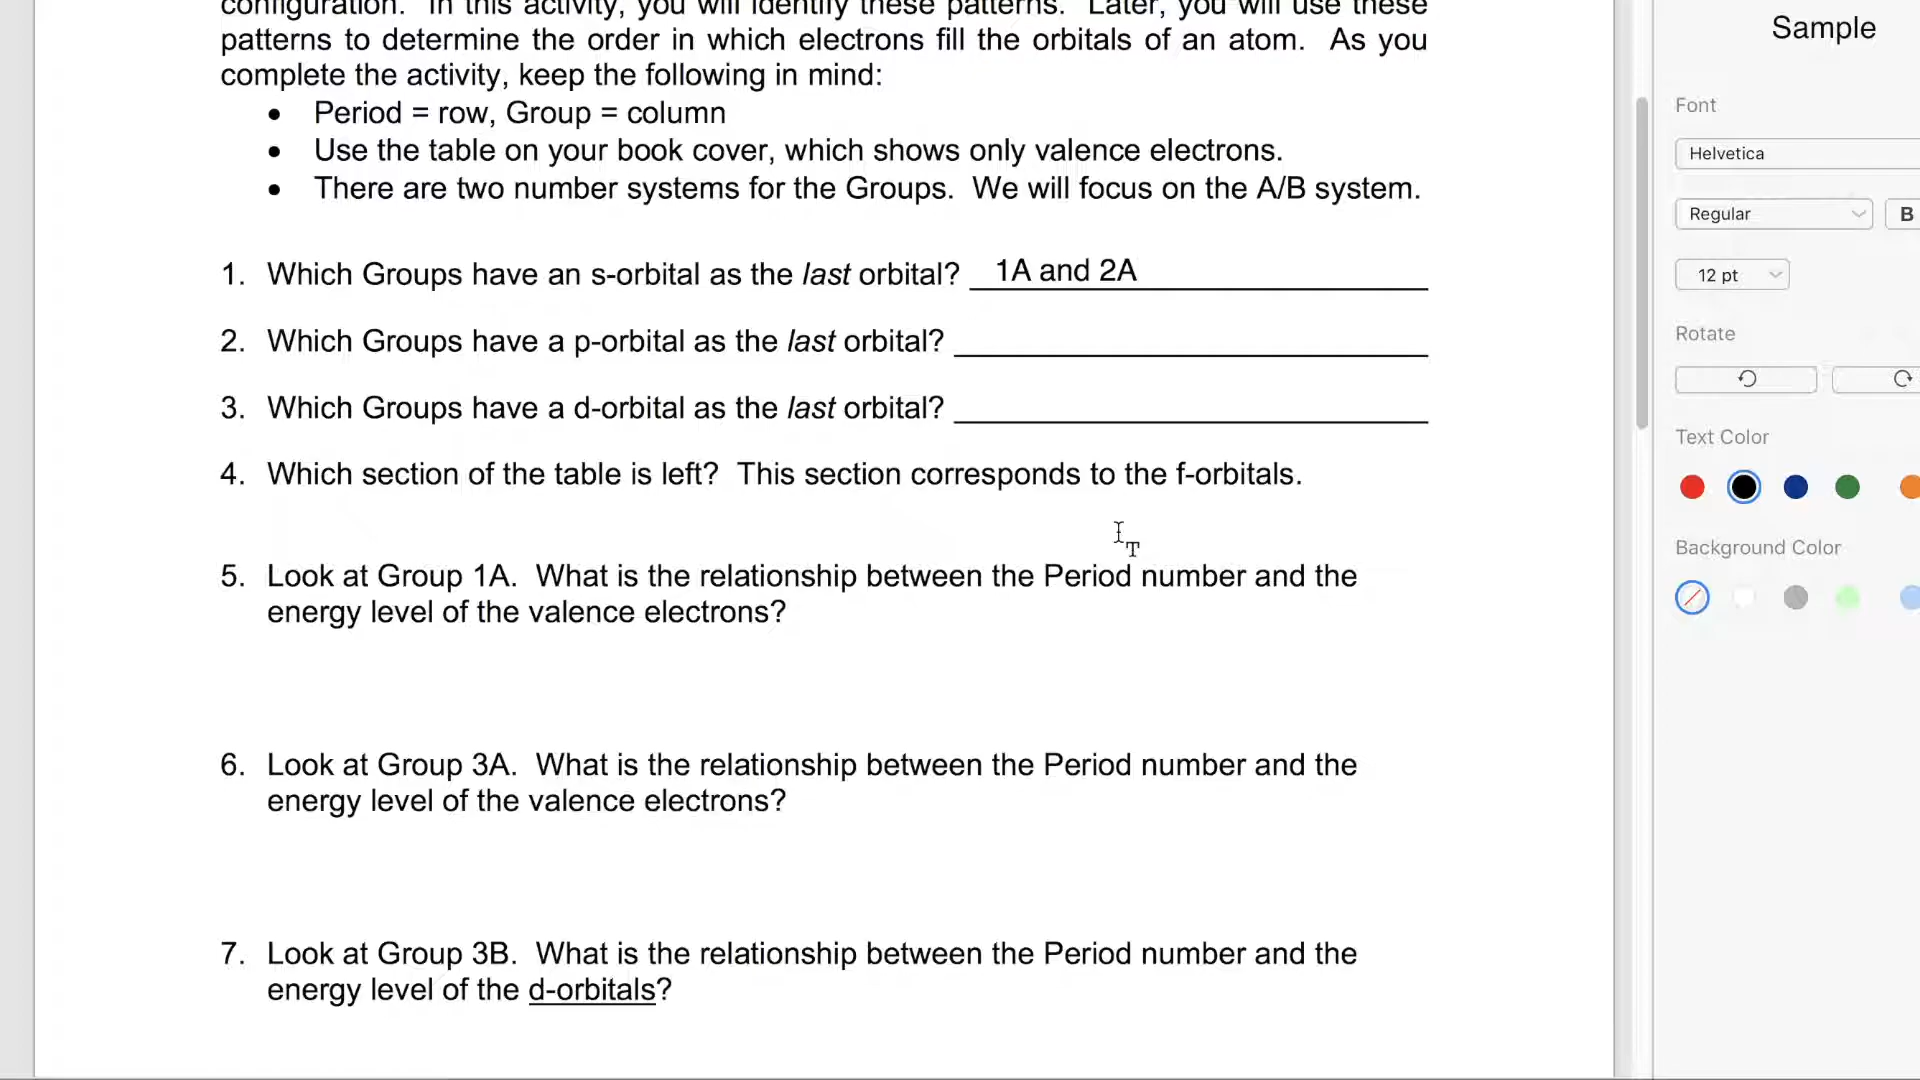 configuration. In this activity, you will identify these patterns. Later, you will use these
patterns to determine the order in which electrons fill the orbitals of an atom. As you
complete the activity, keep the following in mind:
• Period = row, Group = column
• Use the table on your book cover, which shows only valence electrons.
• There are two number systems for the Groups. We will focus on the A/B system.
1. Which Groups have an s-orbital as the last orbital? 1A and 2A
2. Which Groups have a p-orbital as the last orbital?
3. Which Groups have a d-orbital as the last orbital?
4. Which section of the table is left? This section corresponds to the f-orbitals.
5. Look at Group 1A. What is the relationship between the Period number and the
energy level of the valence electrons?
6. Look at Group 3A. What is the relationship between the Period number and the
energy level of the valence electrons?
7. Look at Group 3B. What is the relationship between the Period number and the
energy level of the d-orbitals?
Sample
Font
Helvetica
Regular
B
12 pt
Rotate
Text Color
Background Color